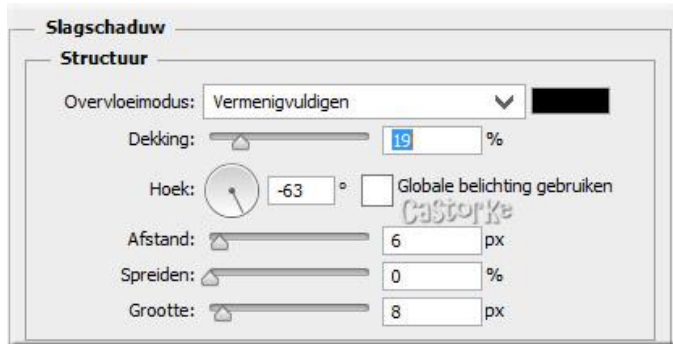 Slagschaduw
Structuur
Overvloeimodus: Vermenigvuldigen
Dekking: 19 %
Hoek: -63 ° Globale belichting gebruiken
Castorke
Afstand: 6 px
Spreiden: 0 %
Grootte: 8 px